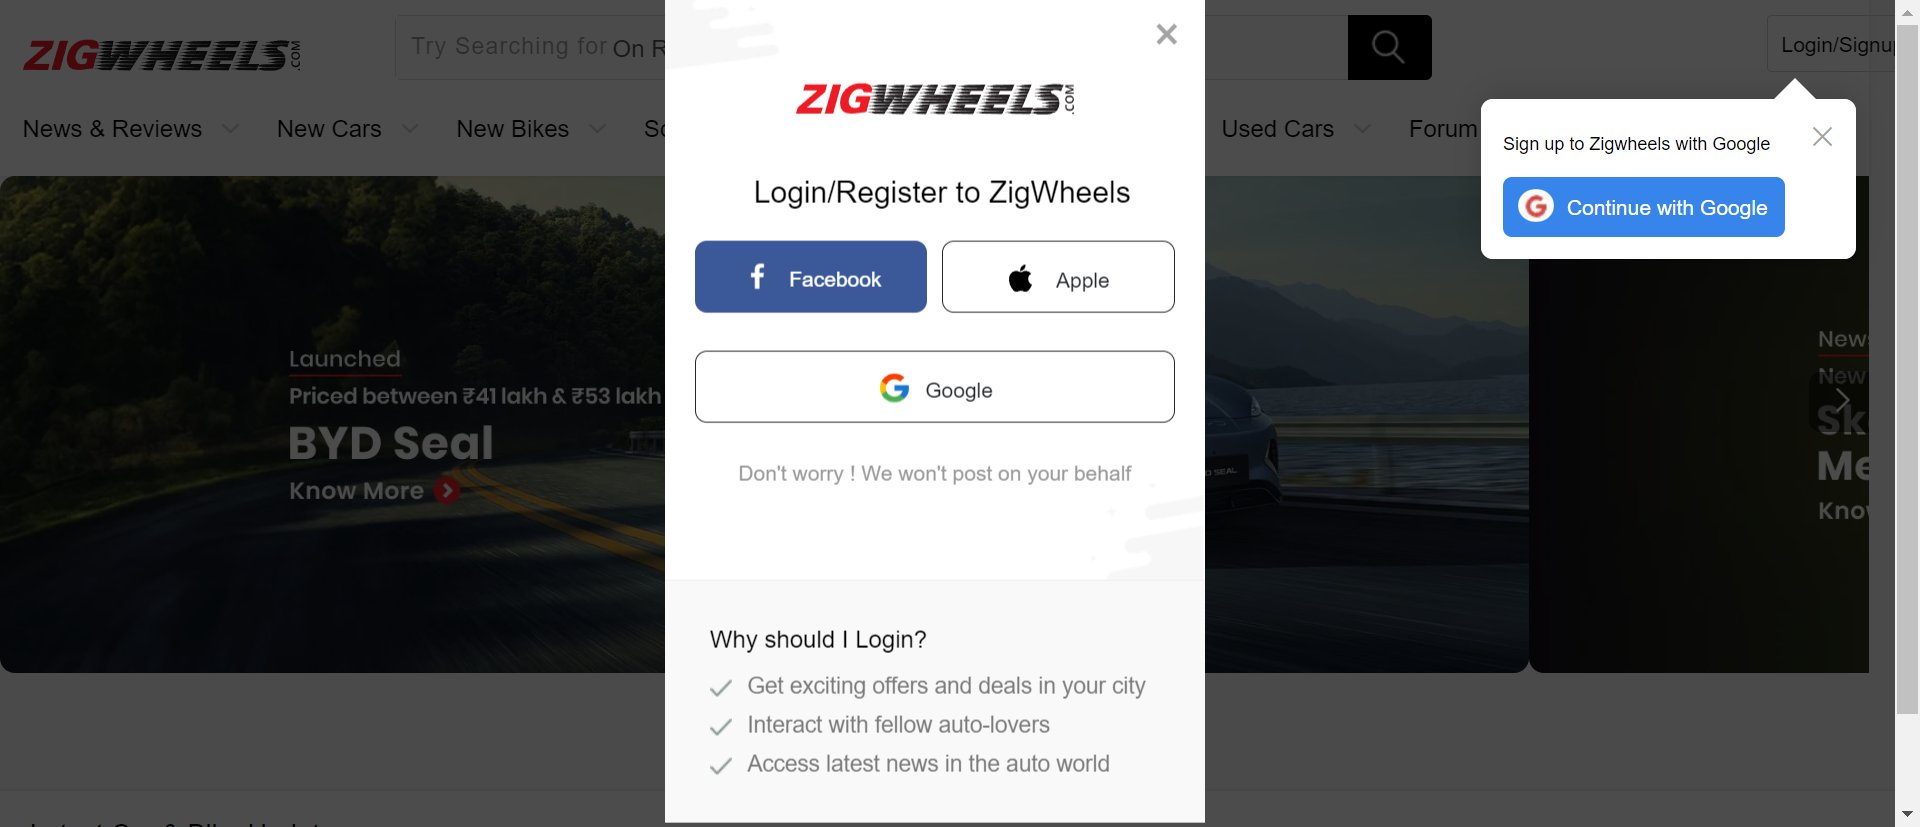 ZIGWHEELS.COM
Try Searching for On R
Login/Signu
News & Reviews
New Cars
New Bikes
Sc
Used Cars
Forum
Launched
Priced between ₹41 lakh & ₹53 lakh
BYD Seal
Know More
ZIGWHEELS.COM
Login/Register to ZigWheels
Facebook
Apple
Google
Don't worry ! We won't post on your behalf
Why should I Login?
Get exciting offers and deals in your city
Interact with fellow auto-lovers
Access latest news in the auto world
Sign up to Zigwheels with Google
Continue with Google
D SEAL
News
New
Sk
Me
Know